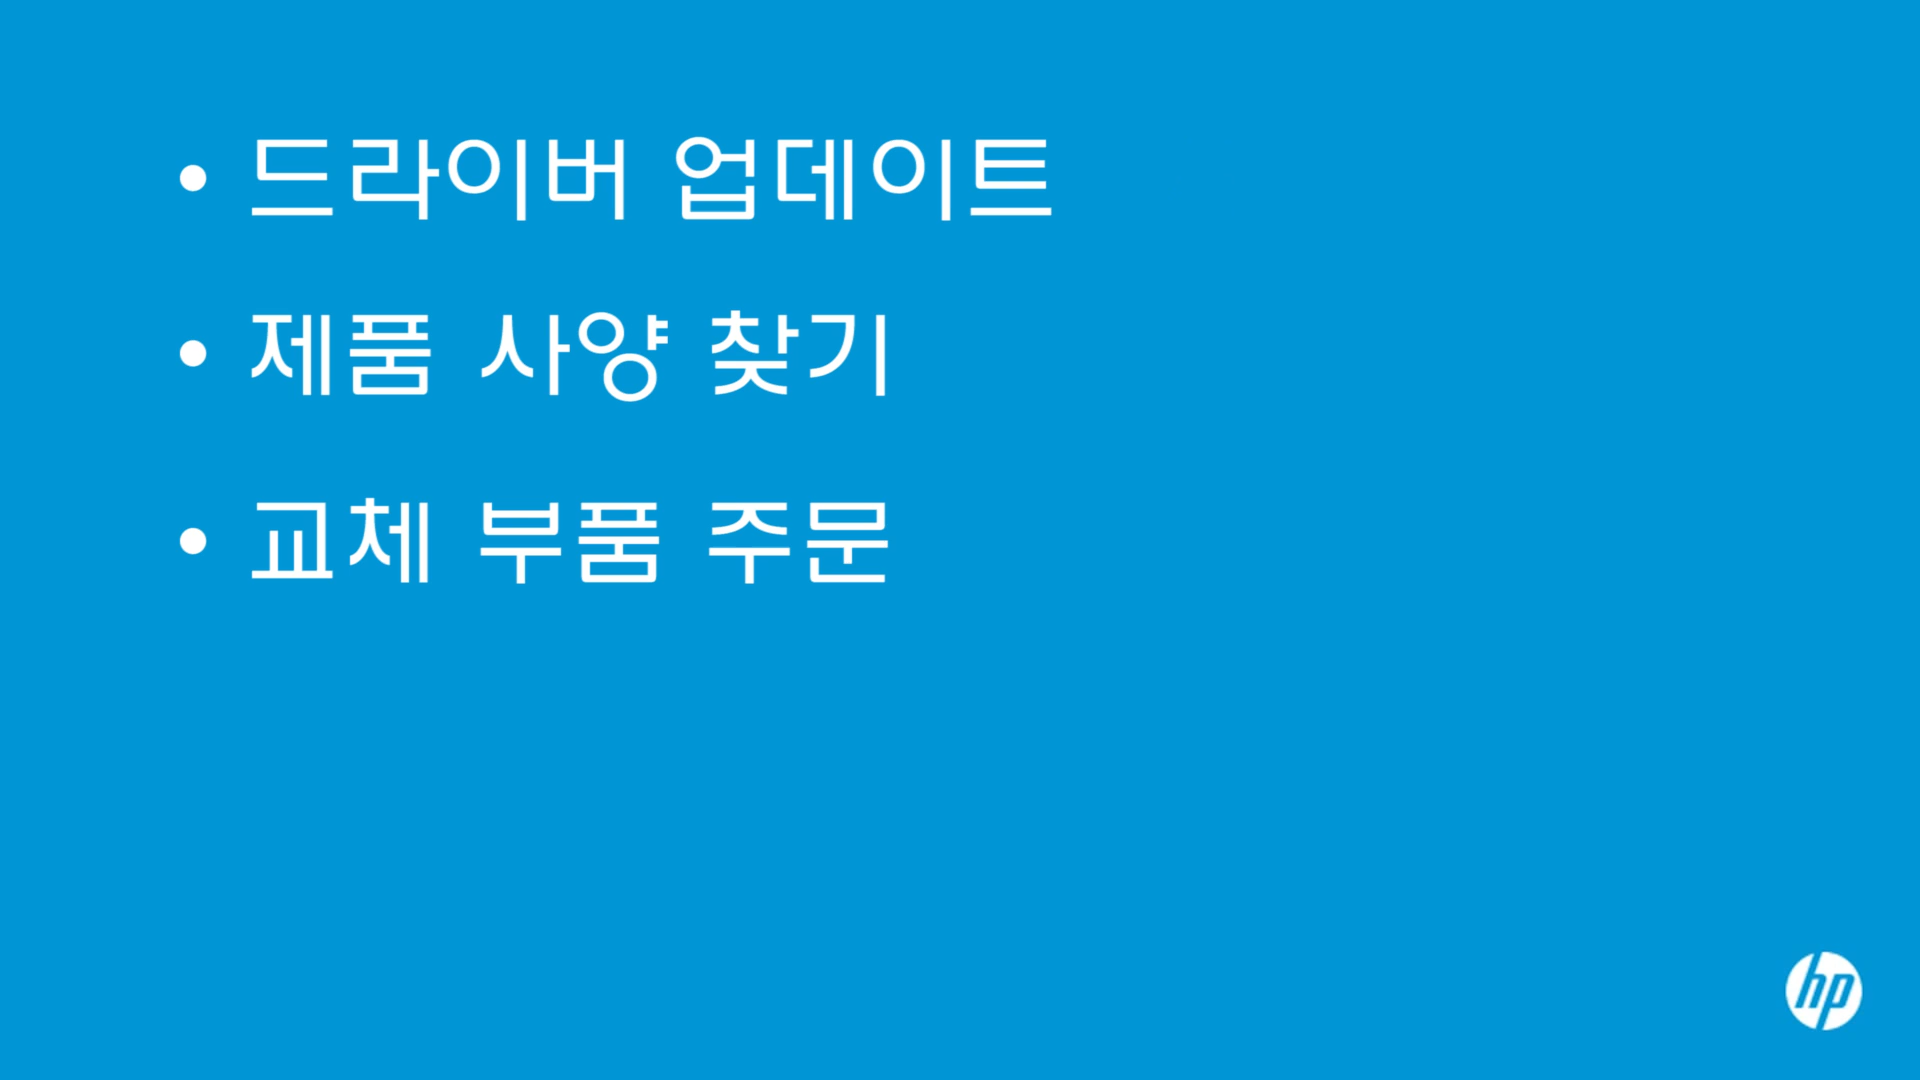 • 드라이버 업데이트
• 제품 사양 찾기
• 교체 부품 주문
hp